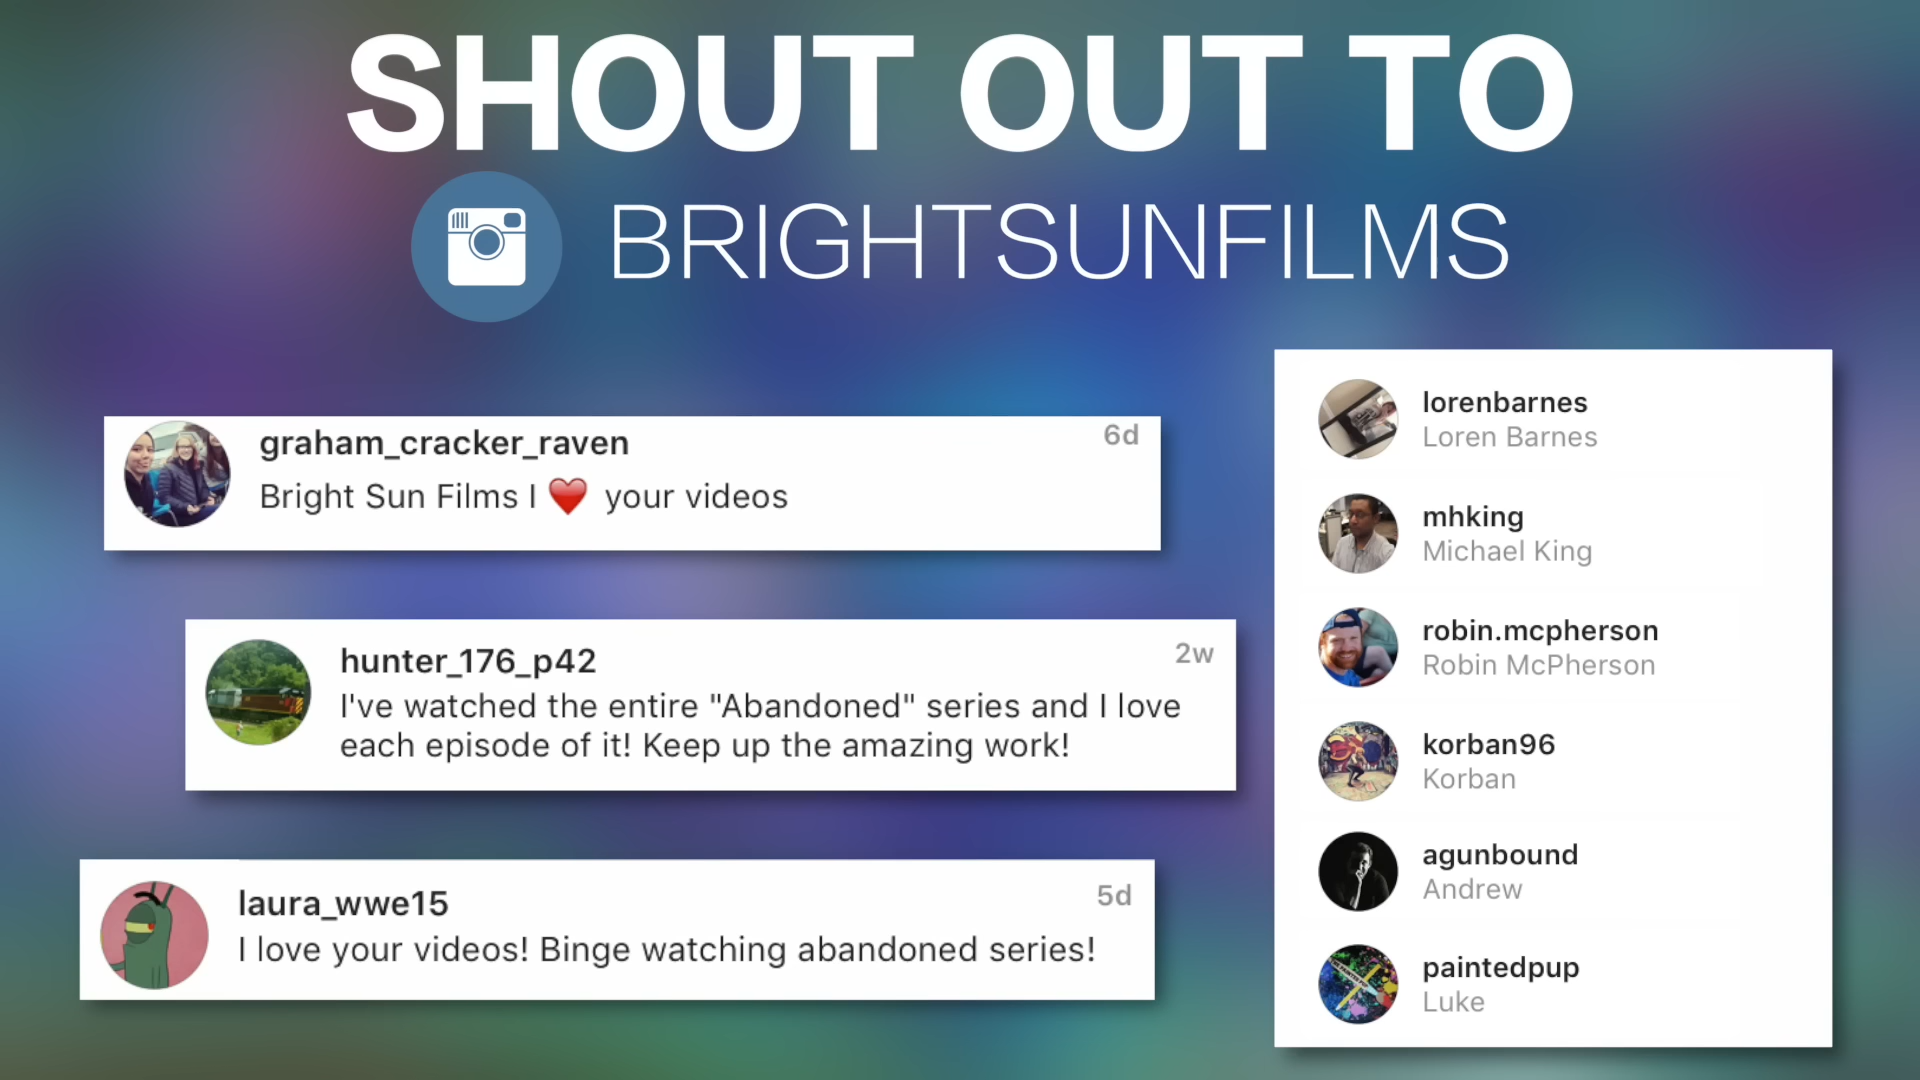 SHOUT OUT TO
BRIGHTSUNFILMS
graham_cracker_raven
6d
Bright Sun Films I ❤️ your videos
hunter_176_p42
2w
I've watched the entire "Abandoned" series and I love
each episode of it! Keep up the amazing work!
laura_wwe15
5d
I love your videos! Binge watching abandoned series!
lorenbarnes
Loren Barnes
mhking
Michael King
robin.mcpherson
Robin McPherson
korban96
Korban
agunbound
Andrew
paintedpup
Luke